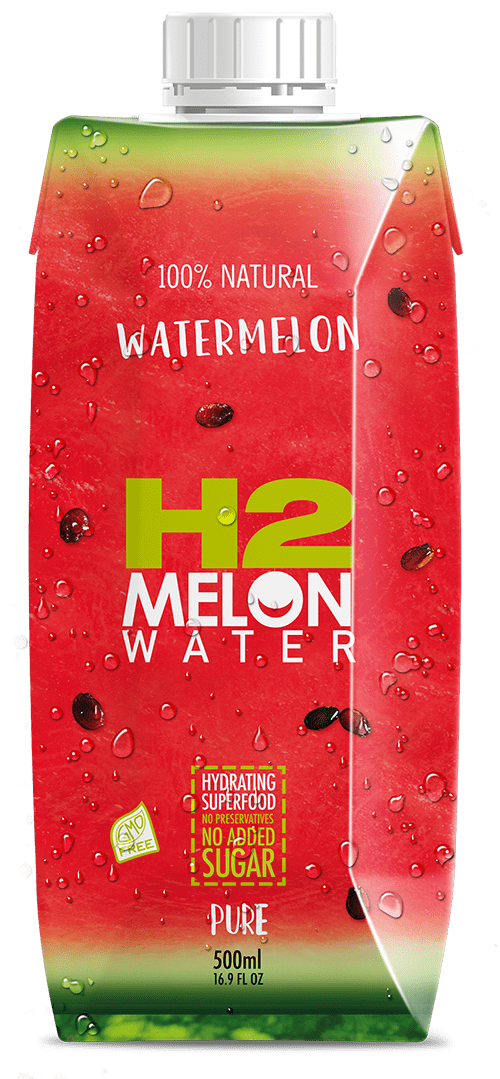 100% NATURAL
WATERMELON
H2
MELON
WATER
HYDRATING
SUPERFOOD
NO PRESERVATIVES
NO ADDED
SUGAR
GMO
FREE
PURE
500ml
16.9 FL OZ